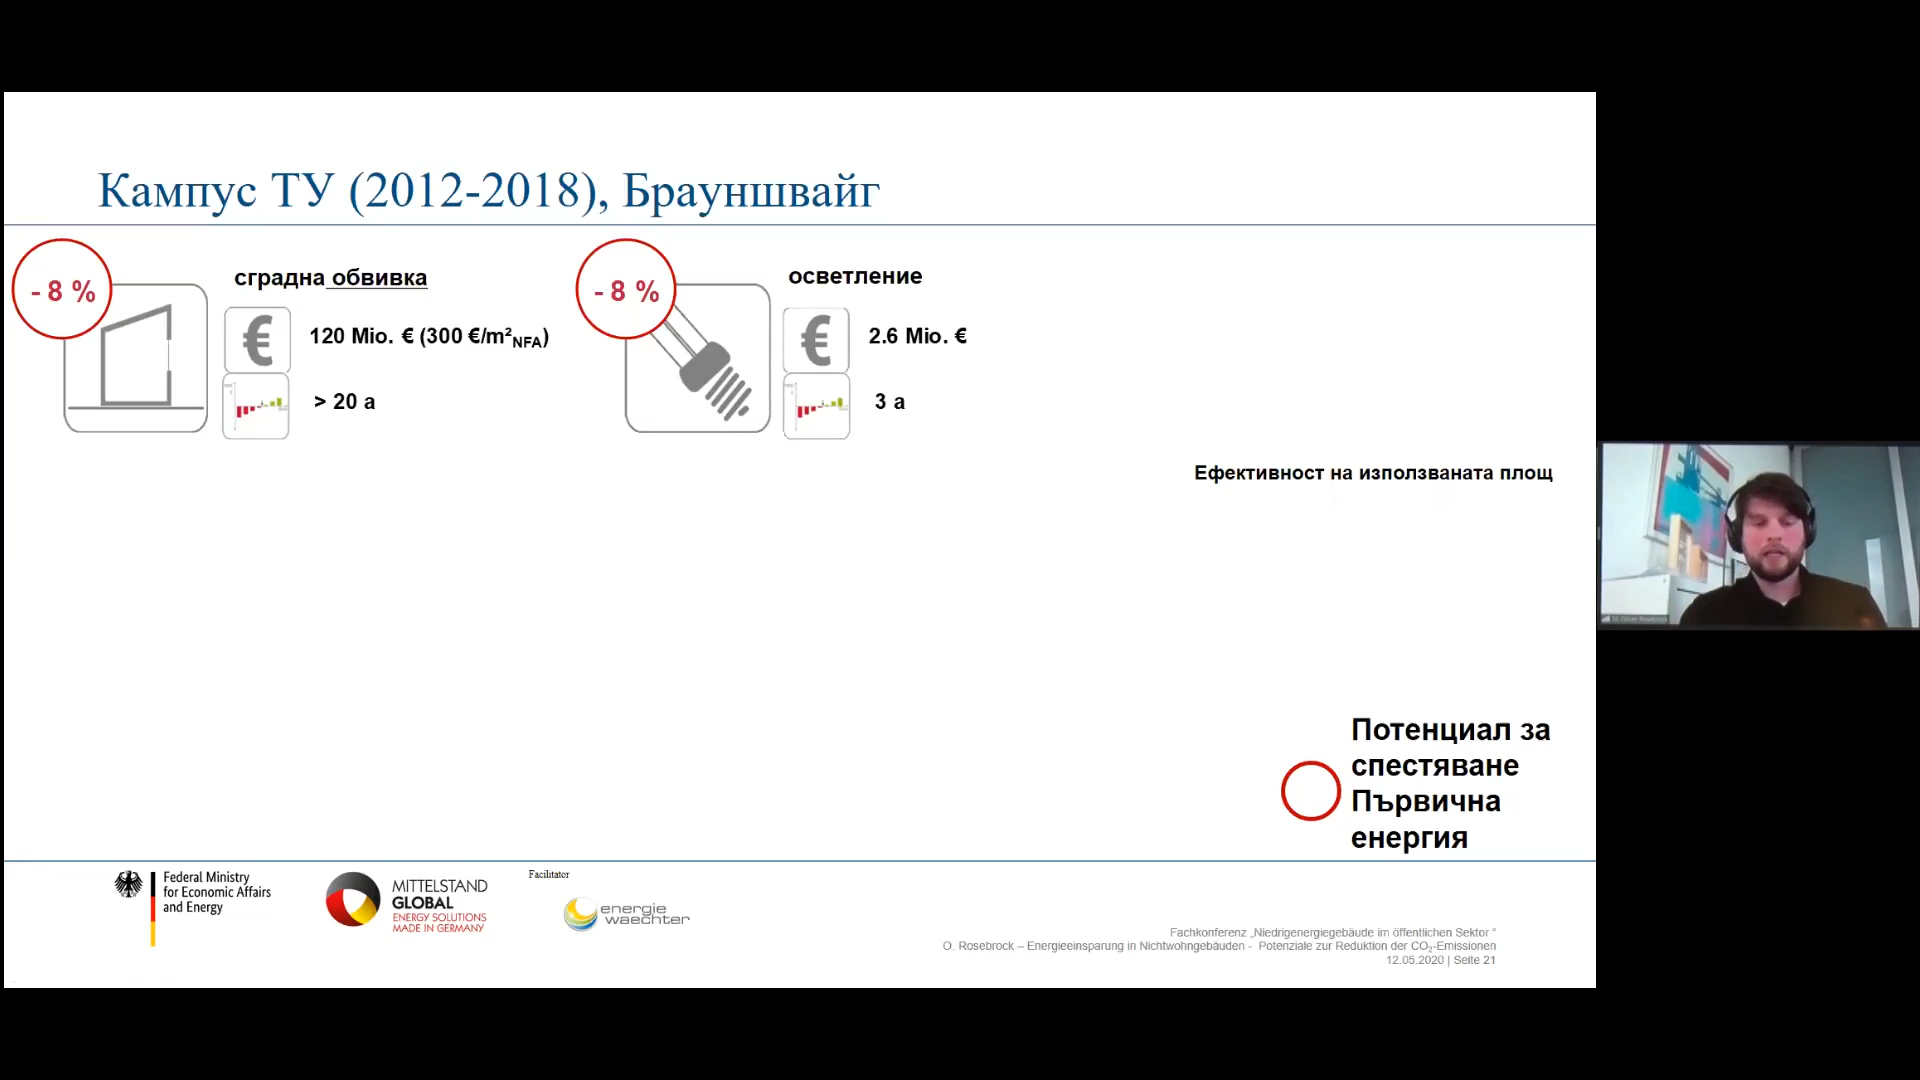 Кампус ТУ (2012-2018), Брауншвайг
- 8 %
сградна обвивка
€
120 Mio. € (300 €/m²NFA)
> 20 a
- 8 %
осветление
€
2.6 Mio. €
3 a
Ефективност на използваната площ
Потенциал за
спестяване
Първична
енергия
Federal Ministry
for Economic Affairs
and Energy
MITTELSTAND
GLOBAL
ENERGY SOLUTIONS
MADE IN GERMANY
Facilitator
energie
waechter
Fachkonferenz „Niedrigenergiegebäude im öffentlichen Sektor “
O. Rosebrock – Energieeinsparung in Nichtwohngebäuden - Potenziale zur Reduktion der CO2-Emissionen
12.05.2020 | Seite 21